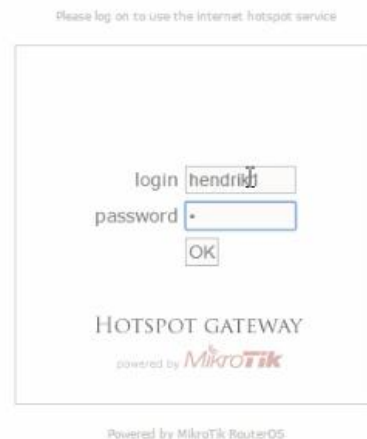 Please log on to use the internet hotspot service
login
password •
OK
HOTSPOT GATEWAY
powered by MikroTik
Powered by MikroTik RouterOS